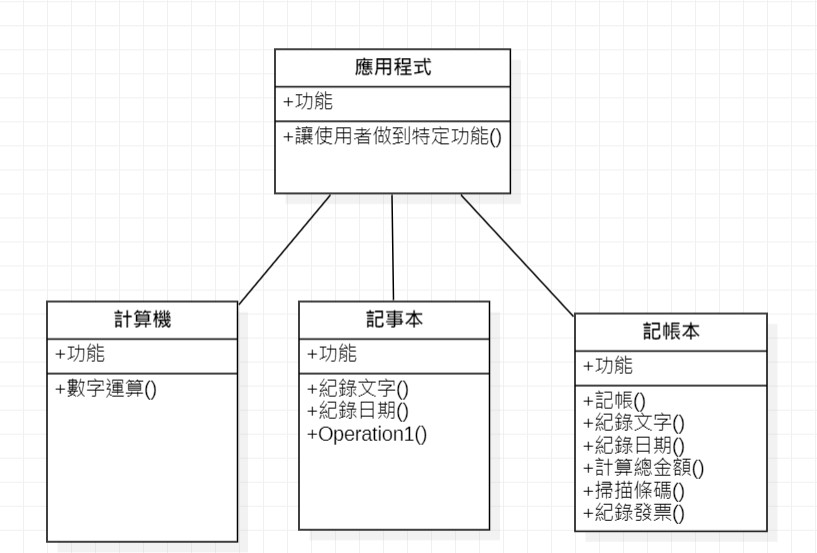 應用程式
+功能
+讓使用者做到特定功能()
計算機
+功能
+數字運算()
記事本
+功能
+紀錄文字()
+紀錄日期()
+Operation1()
記帳本
+功能
+記帳()
+紀錄文字()
+紀錄日期()
+計算總金額()
+掃描條碼()
+紀錄發票()